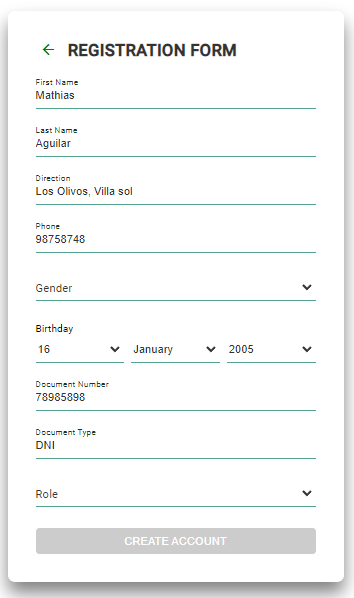 REGISTRATION FORM
First Name
Mathias
Last Name
Aguilar
Direction
Los Olivos, Villa sol
Phone
98758748
Gender
Birthday
16 January 2005
Document Number
78985898
Document Type
DNI
Role
CREATE ACCOUNT